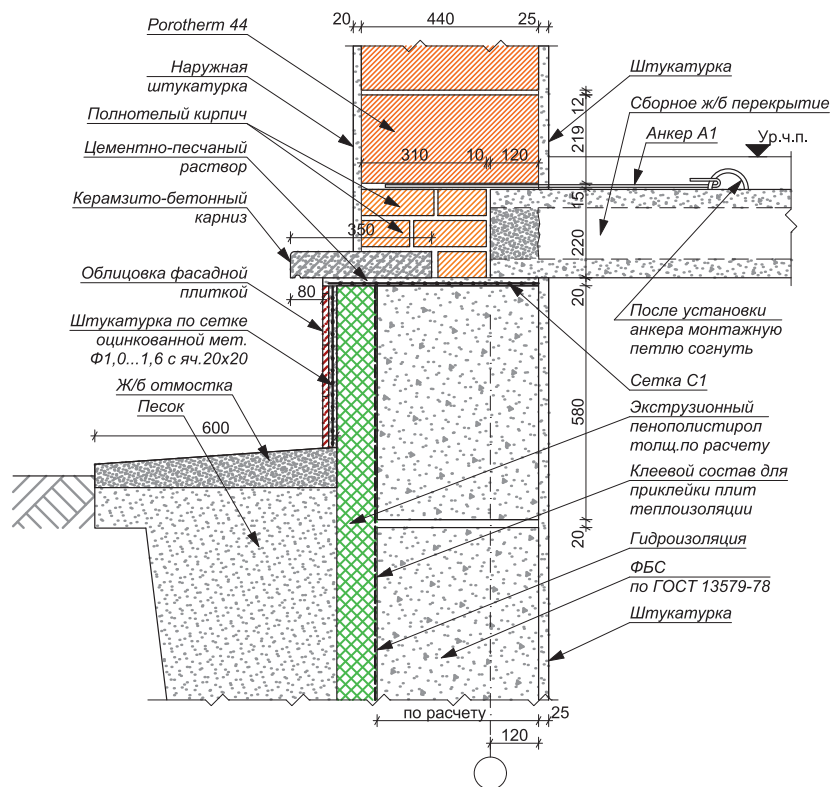 20
440
25
Porotherm 44
Наружная
штукатурка
Полнотелый кирпич
Цементно-песчаный
раствор
Керамзито-бетонный
карниз
Облицовка фасадной
плиткой
Штукатурка по сетке
оцинкованной мет.
Ф1,0...1,6 с яч.20х20
Ж/б отмостка
Песок
600
310
10
120
350
80
Штукатурка
Сборное ж/б перекрытие
Анкер А1
Ур.ч.п.
12
219
15
220
20
580
20
После установки
анкера монтажную
петлю согнуть
Сетка С1
Экструзионный
пенополистирол
толщ.по расчету
Клеевой состав для
приклейки плит
теплоизоляции
Гидроизоляция
ФБС
по ГОСТ 13579-78
Штукатурка
по расчету
25
120